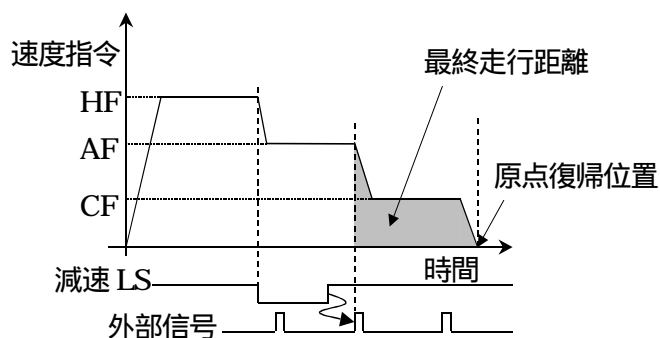 速度指令
最終走行距離
HF
AF
原点復帰位置
CF
減速 LS
時間
外部信号